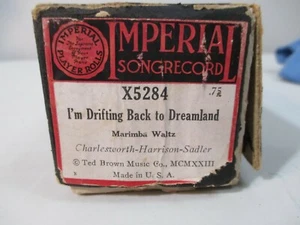 IMPERIAL
PLAYER ROLLS
IMPERIAL
SONGRECORD
X5284
.75
I'm Drifting Back to Dreamland
Marimba Waltz
Charlesworth-Harrison-Sadler
© Ted Brown Music Co., MCMXXIII
Made in U. S. A.